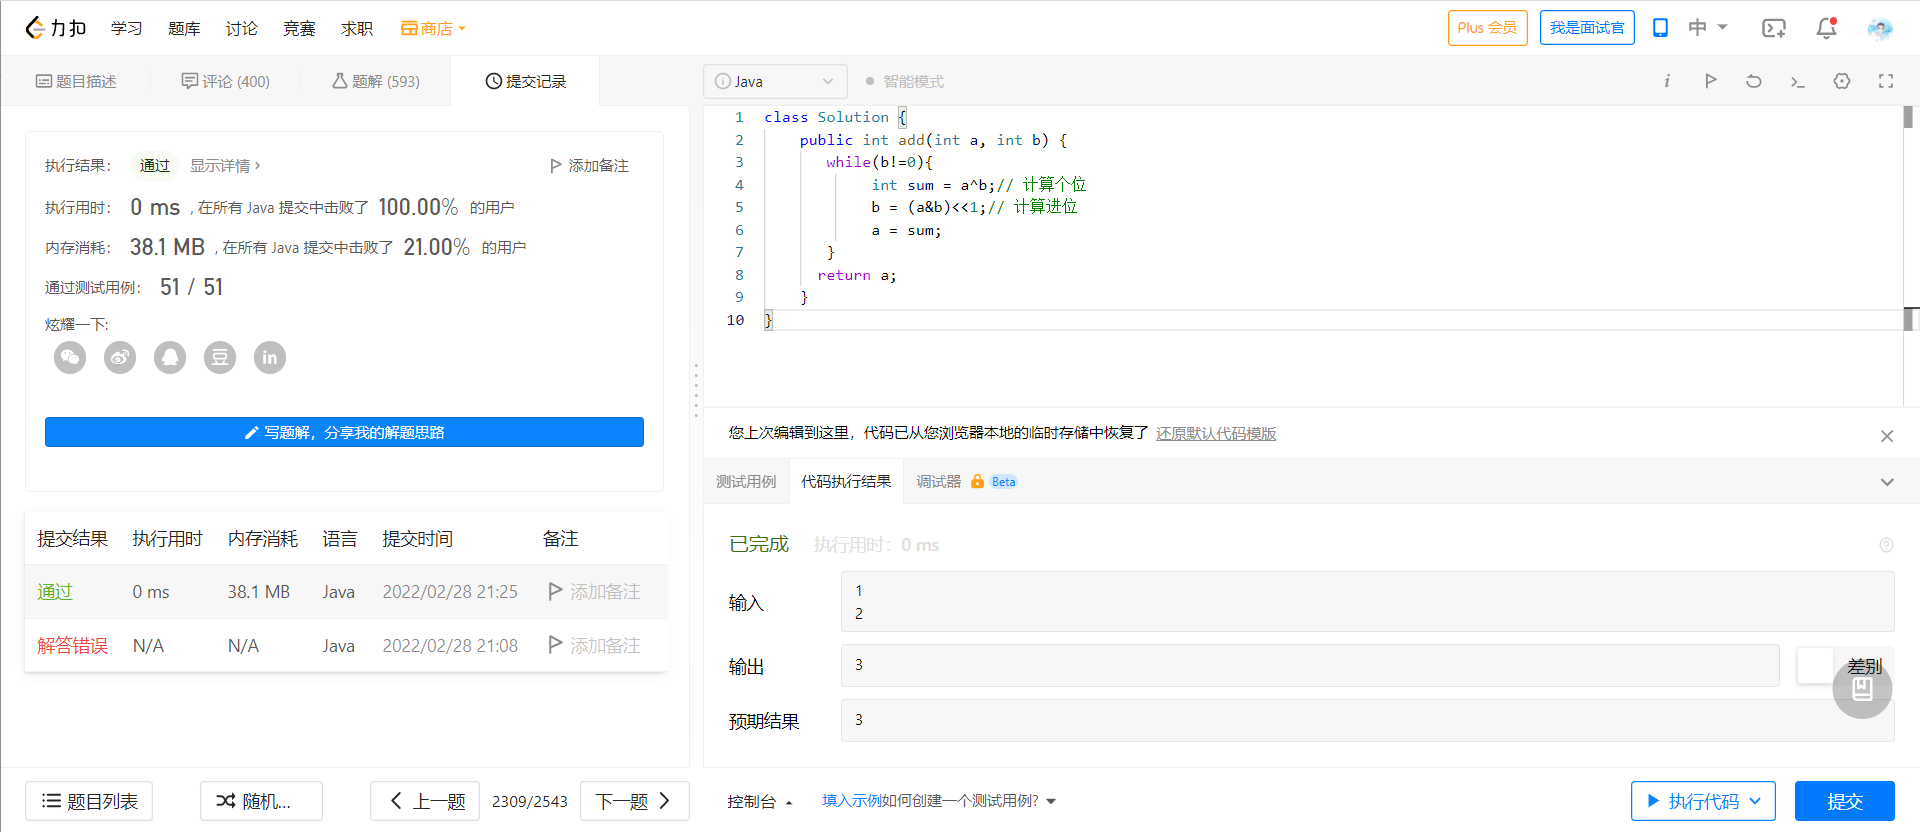 力扣 学习 题库 讨论 竞赛 求职 商店 Plus 会员 我是面试官 中
题目描述 评论 (400) 题解 (593) 提交记录
执行结果： 通过 显示详情 › 添加备注
执行用时： 0 ms , 在所有 Java 提交中击败了 100.00% 的用户
内存消耗： 38.1 MB , 在所有 Java 提交中击败了 21.00% 的用户
通过测试用例： 51 / 51
炫耀一下:
豆 in
写题解，分享我的解题思路
提交结果 执行用时 内存消耗 语言 提交时间 备注
通过 0 ms 38.1 MB Java 2022/02/28 21:25 添加备注
解答错误 N/A N/A Java 2022/02/28 21:08 添加备注
题目列表 随机... 上一题 2309/2543 下一题
i Java 智能模式 i
1 class Solution {
2 public int add(int a, int b) {
3 while(b!=0){
4 int sum = a^b;// 计算个位
5 b = (a&b)<<1;// 计算进位
6 a = sum;
7 }
8 return a;
9 }
10 }
您上次编辑到这里，代码已从您浏览器本地的临时存储中恢复了 还原默认代码模版
测试用例 代码执行结果 调试器 Beta
已完成 执行用时：0 ms
输入 1
2
输出 3 差别
预期结果 3
控制台 填入示例如何创建一个测试用例? 执行代码 提交